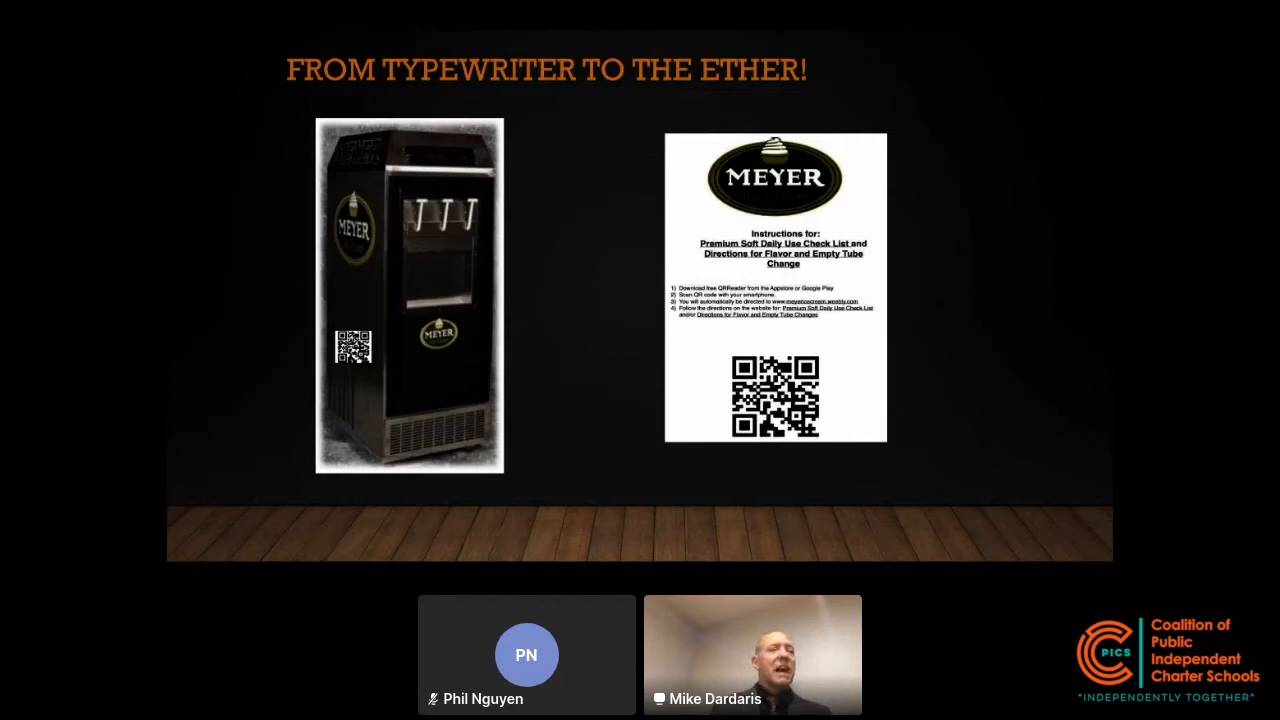 FROM TYPEWRITER TO THE ETHER!
MEYER
MEYER
MEYER
Instructions for:
Premium Soft Daily Use Check List and
Directions for Flavor and Empty Tube
Change
1) Download free QRReader from the Appstore or Google Play
2) Scan QR code with your smartphone.
3) You will automatically be directed to www.meyericecream.weebly.com
4) Follow the directions on the website for: Premium Soft Daily Use Check List
and/or Directions for Flavor and Empty Tube Changes
PN
Phil Nguyen
Mike Dardaris
PICS
Coalition of
Public
Independent
Charter Schools
"INDEPENDENTLY TOGETHER"